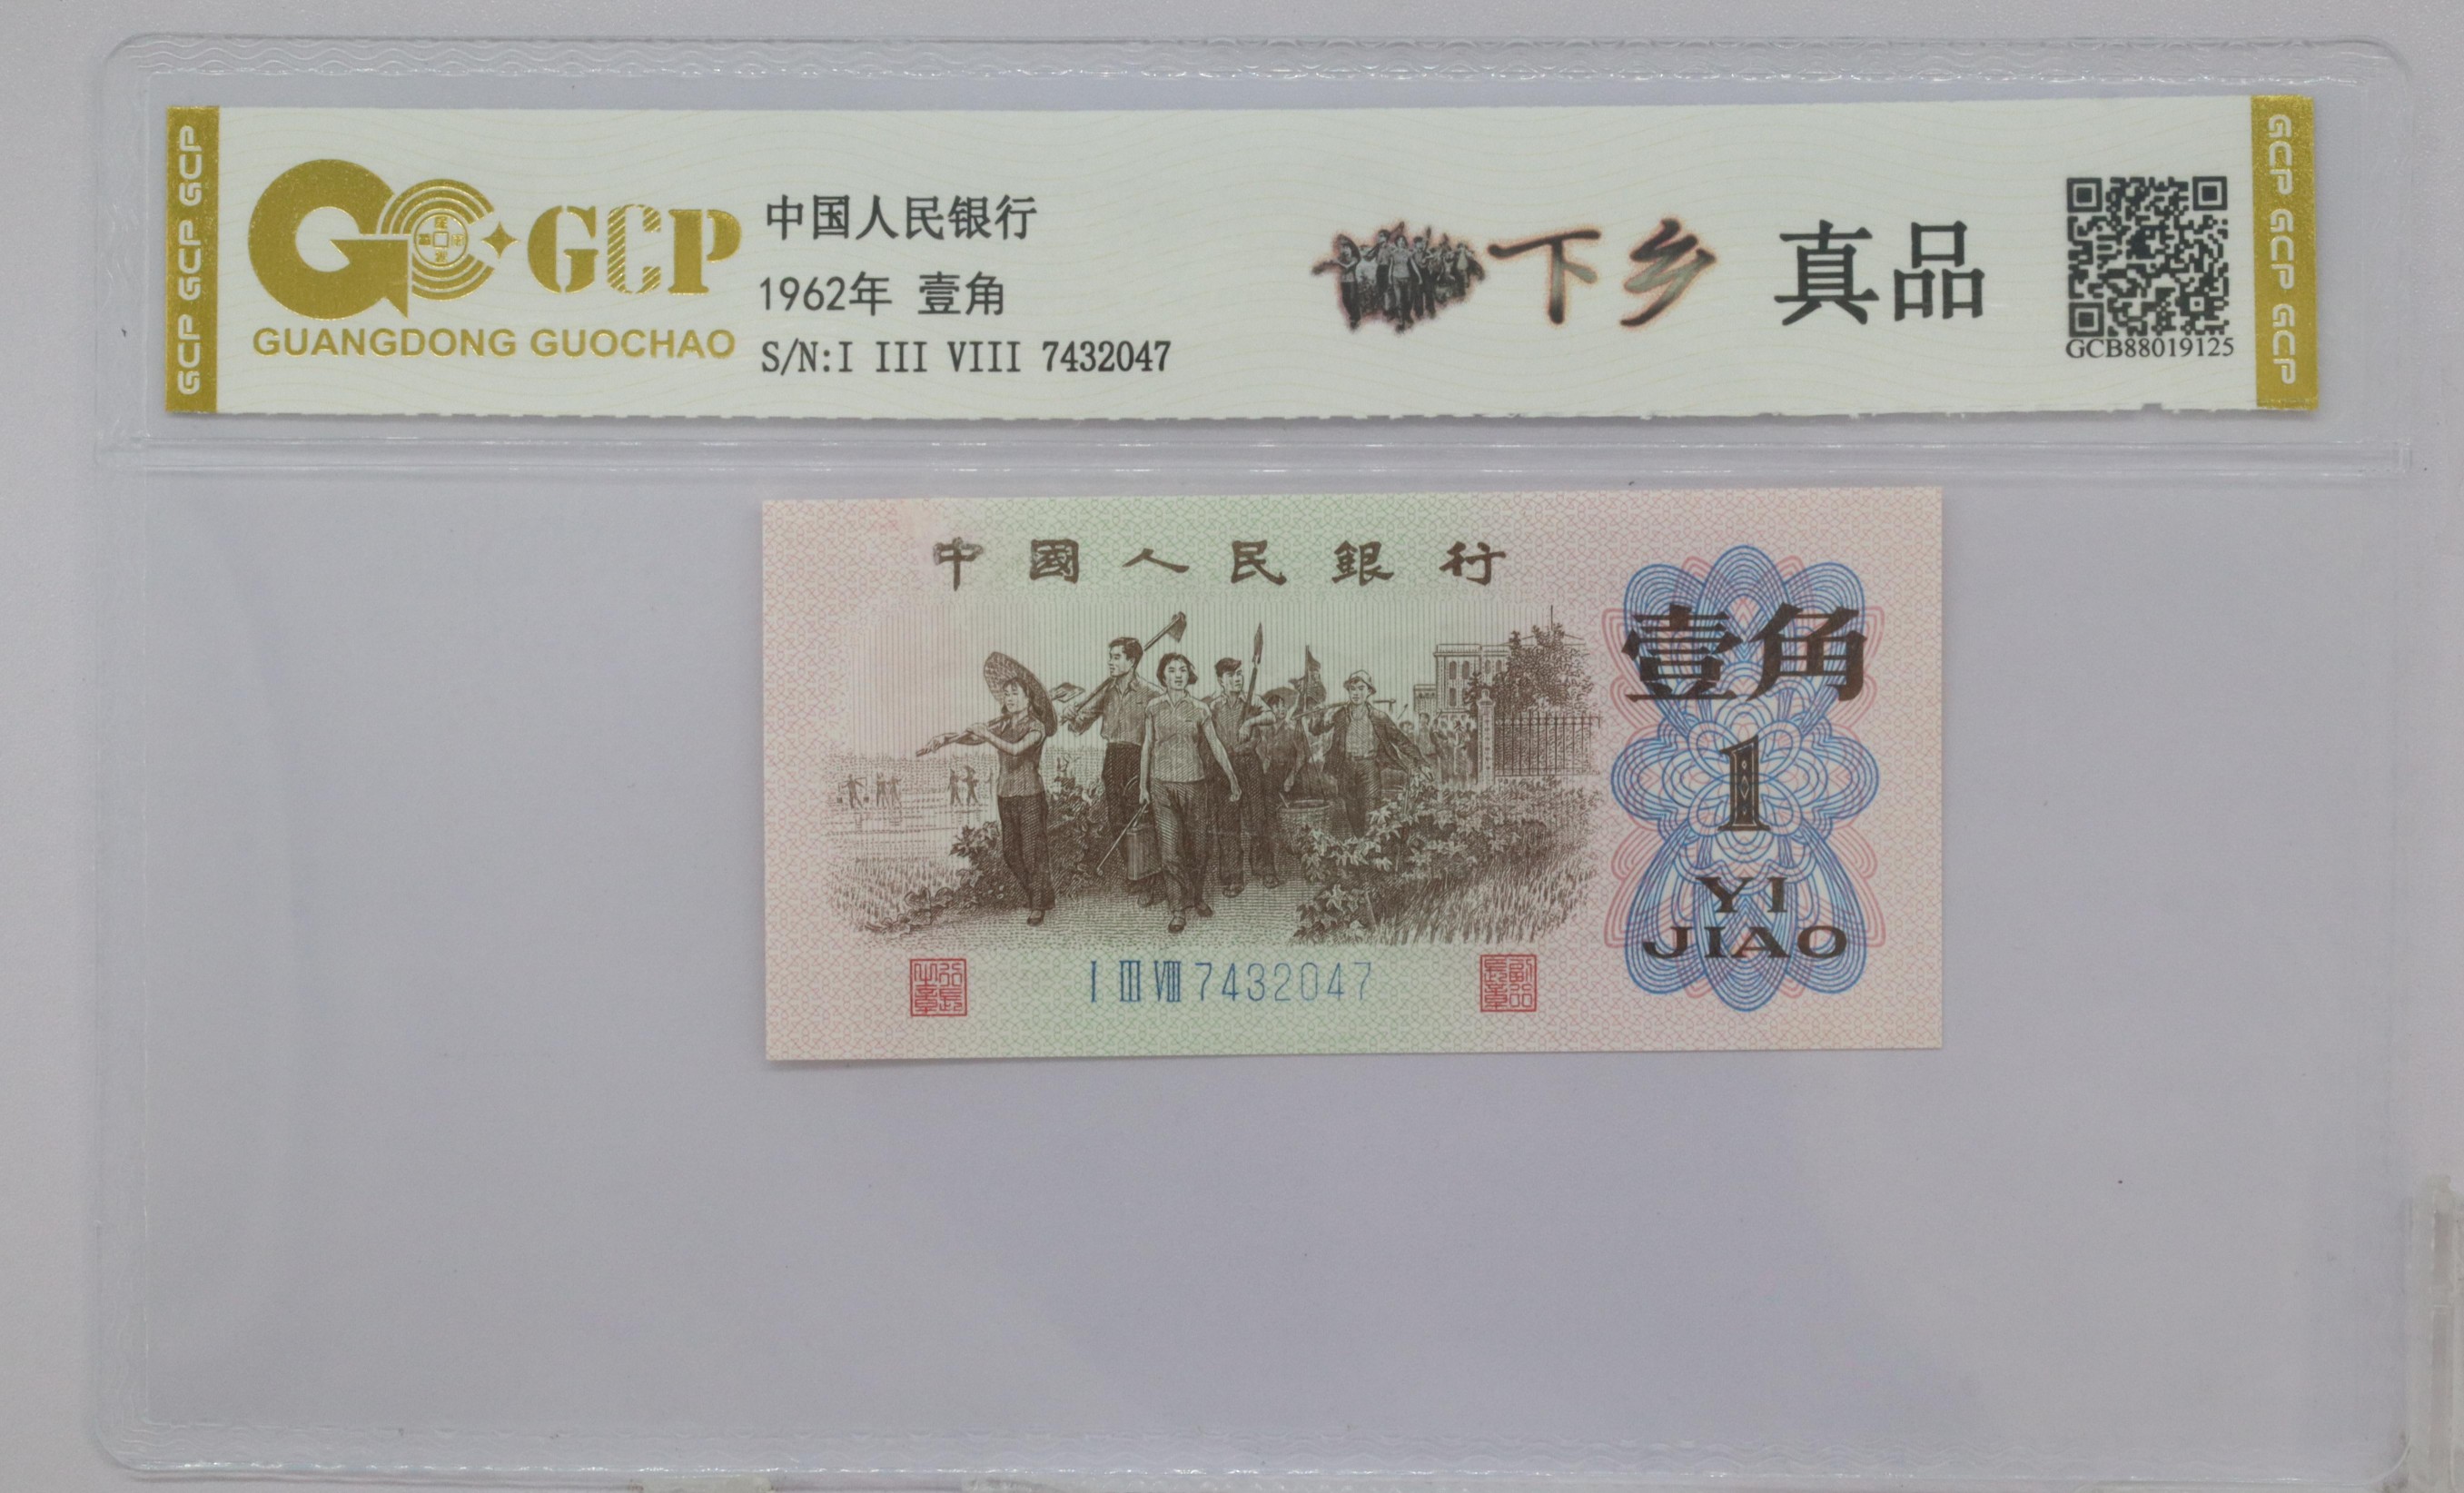 GCP GCP GCP
GCP
GUANGDONG GUOCHAO
中国人民银行
1962年 壹角
S/N:I III VIII 7432047
下乡 真品
GCB88019125
GCP GCP GCP
中國人民銀行
壹角
1
YI
JIAO
I III VIII 7432047